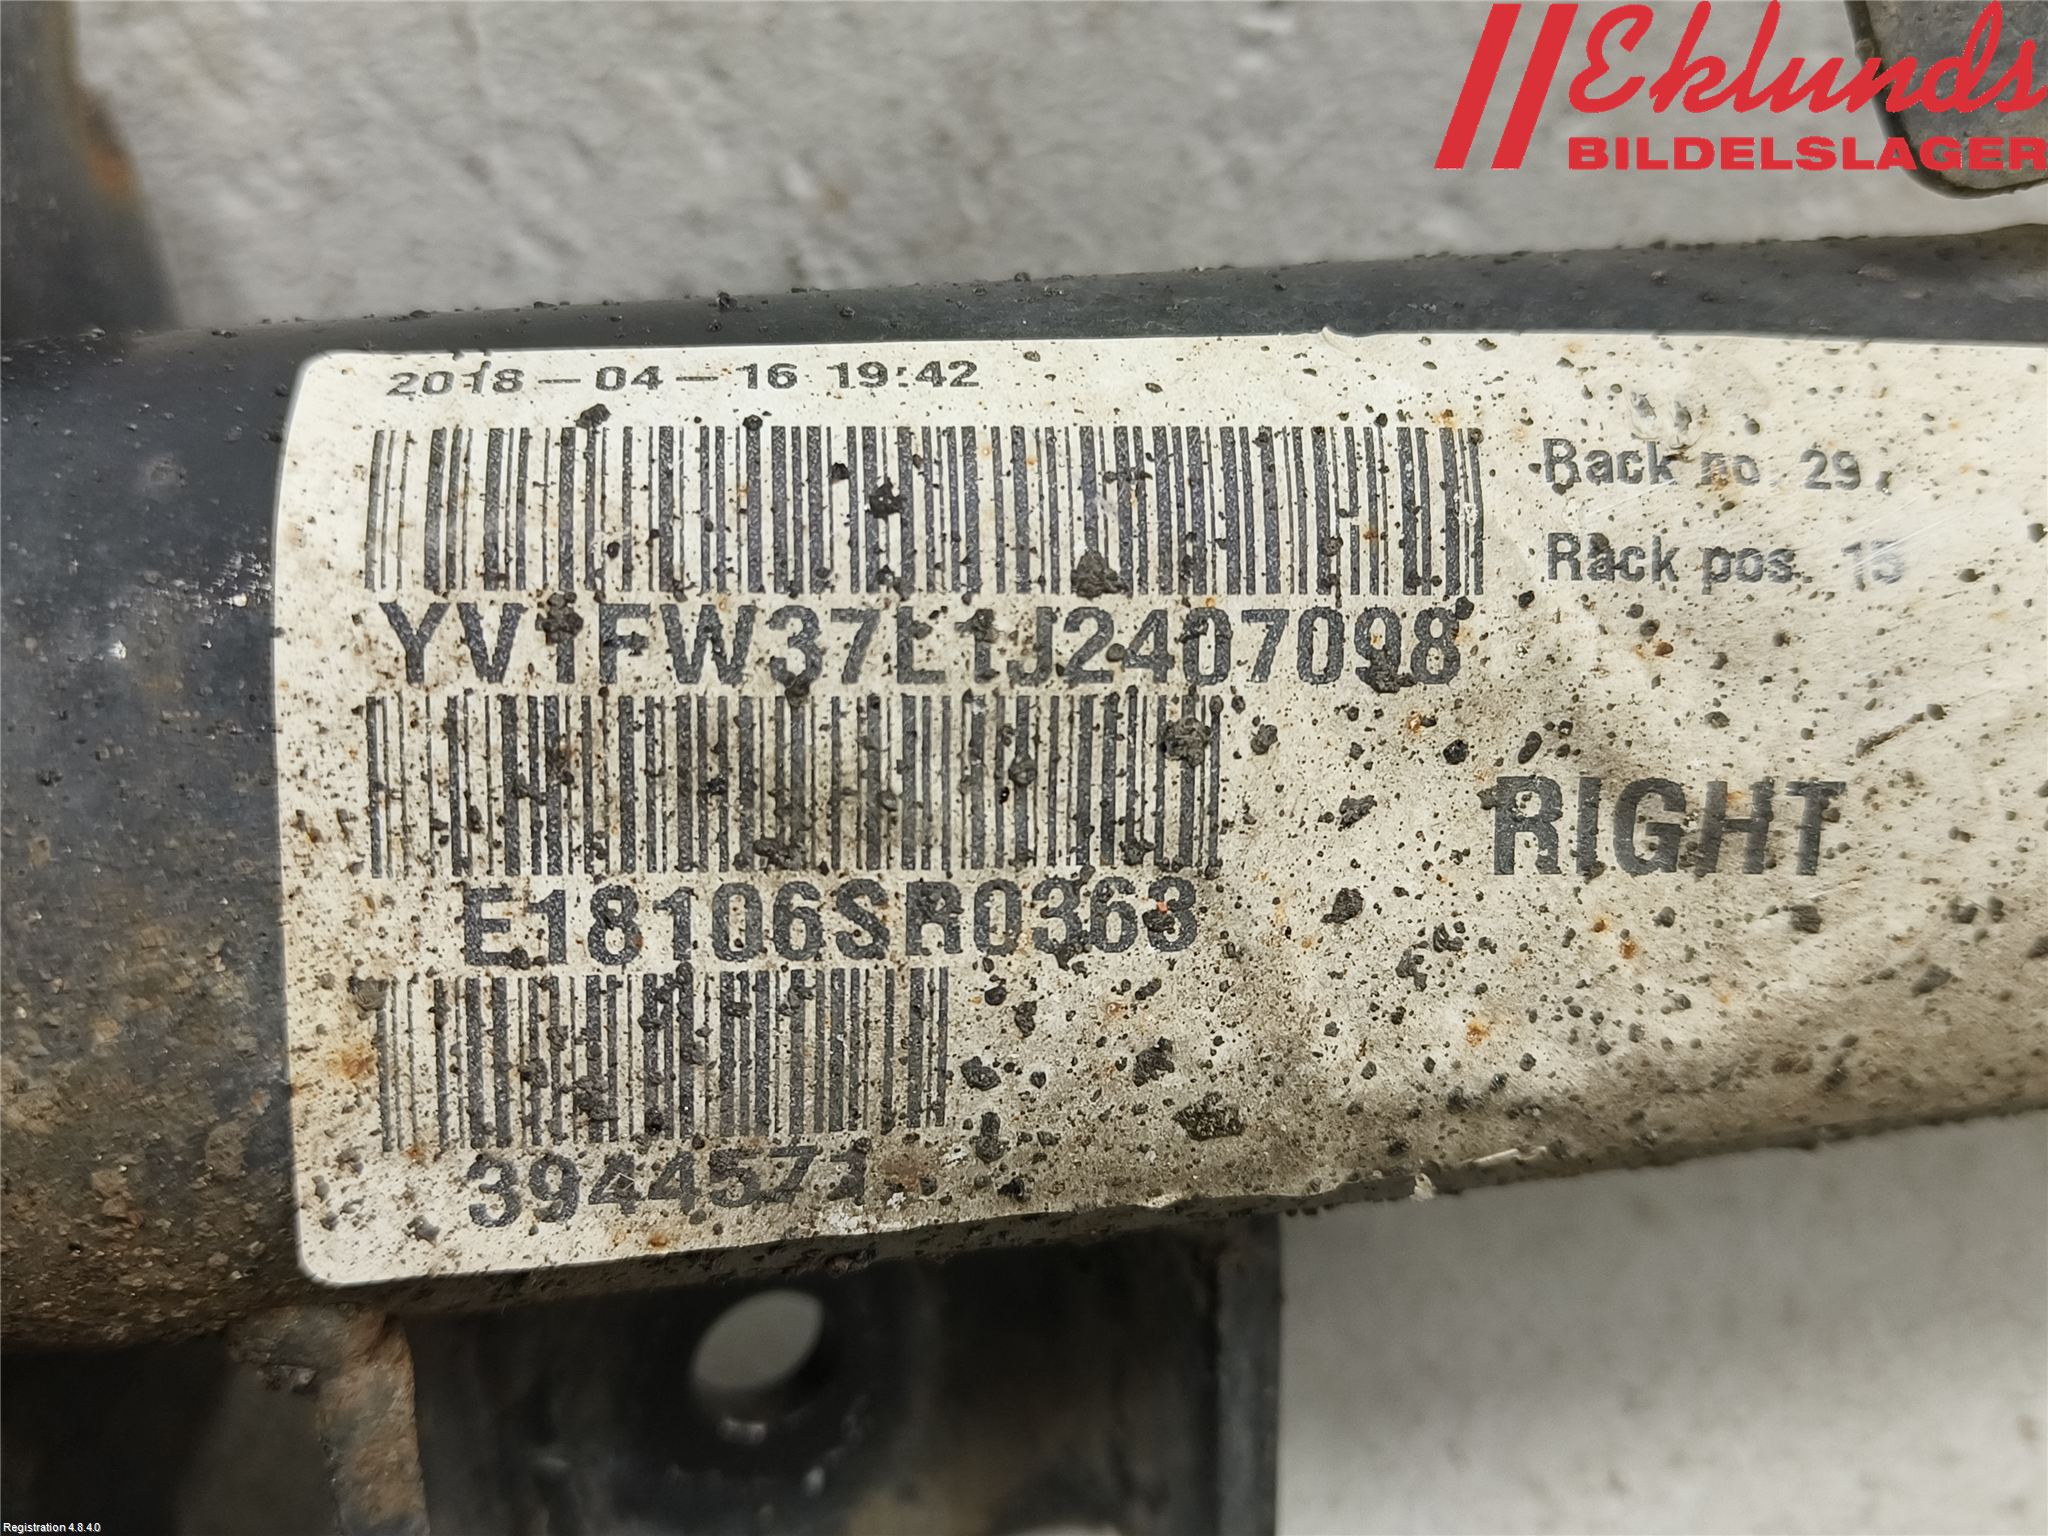 Eklunds
BILDELSLAGER
2018-04-16 19:42
Rack no. 29,
Rack pos. 15
YV1FW37L1J2407098
RIGHT
E18106SR0363
3944571
Registration 4.8.4.0